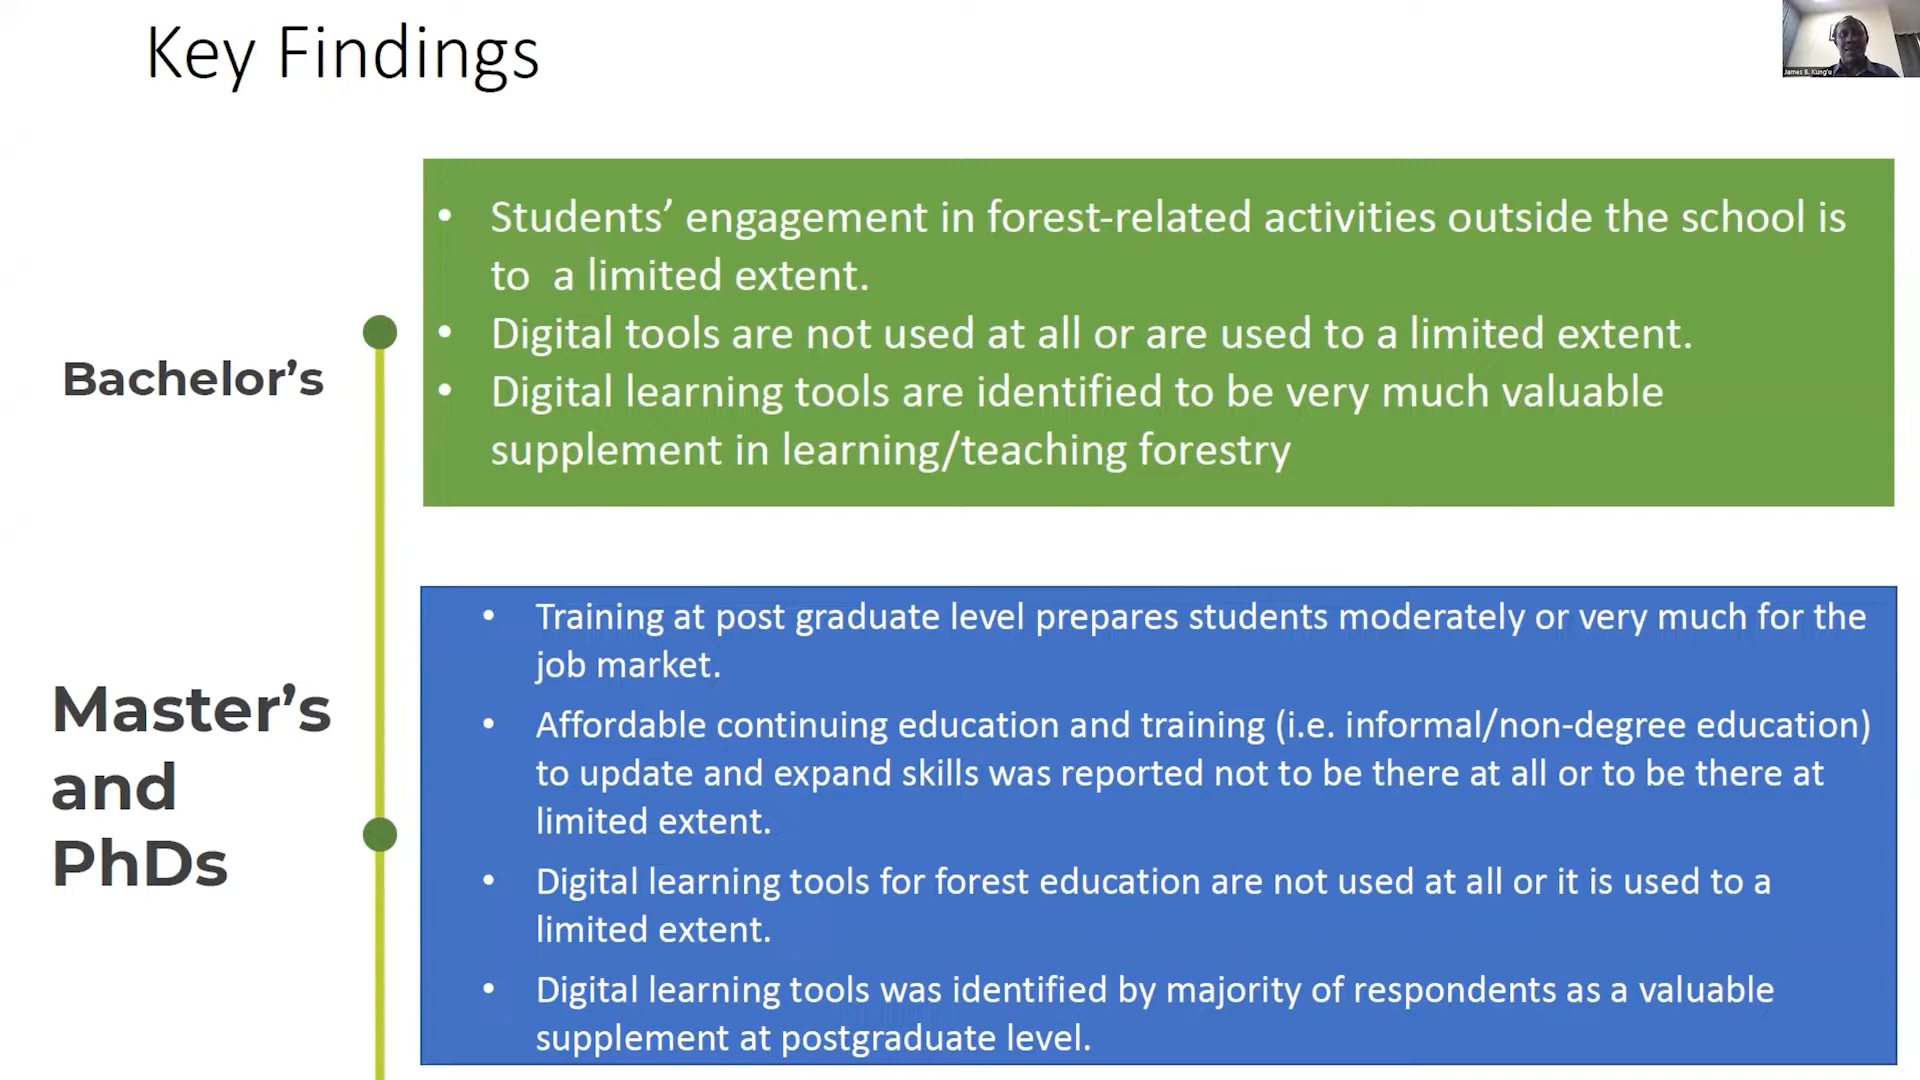 Key Findings
James B. Kung'u
• Students’ engagement in forest-related activities outside the school is
to a limited extent.
• Digital tools are not used at all or are used to a limited extent.
• Digital learning tools are identified to be very much valuable
supplement in learning/teaching forestry
Bachelor’s
• Training at post graduate level prepares students moderately or very much for the
job market.
• Affordable continuing education and training (i.e. informal/non-degree education)
to update and expand skills was reported not to be there at all or to be there at
limited extent.
• Digital learning tools for forest education are not used at all or it is used to a
limited extent.
• Digital learning tools was identified by majority of respondents as a valuable
supplement at postgraduate level.
Master’s
and
PhDs